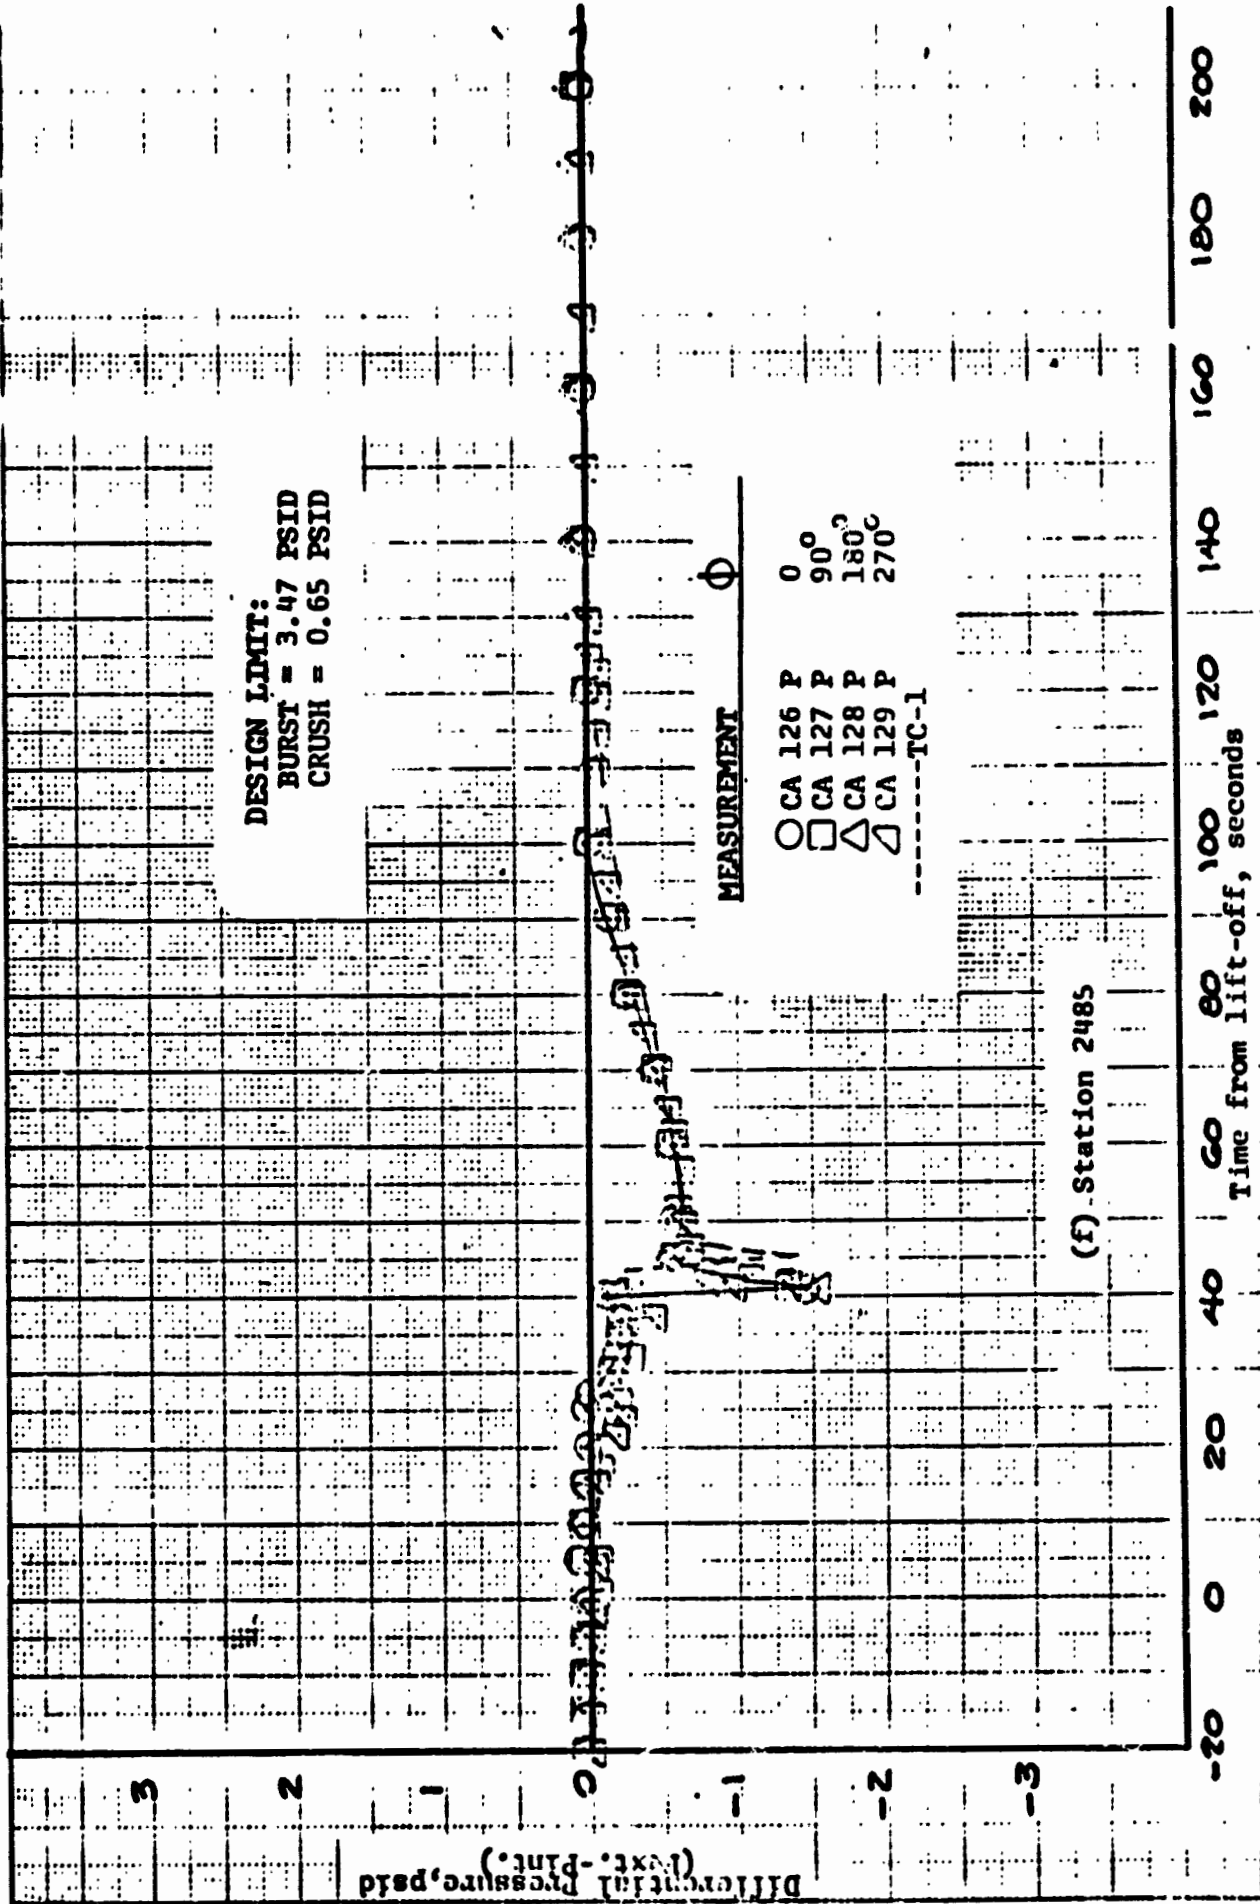 DESIGN LIMIT:
BURST = 3.47 PSID
CRUSH = 0.65 PSID
MEASUREMENT ϕ
○ CA 126 P 0
□ CA 127 P 90°
△ CA 128 P 180°
CA 129 P 270°
------TC-1
(f) Station 2485
3
2
1
0
-1
-2
-3
Differential Pressure, psid
(Pext.-Pint.)
-20 0 20 40 60 80 100 120 140 160 180 200
Time from lift-off, seconds